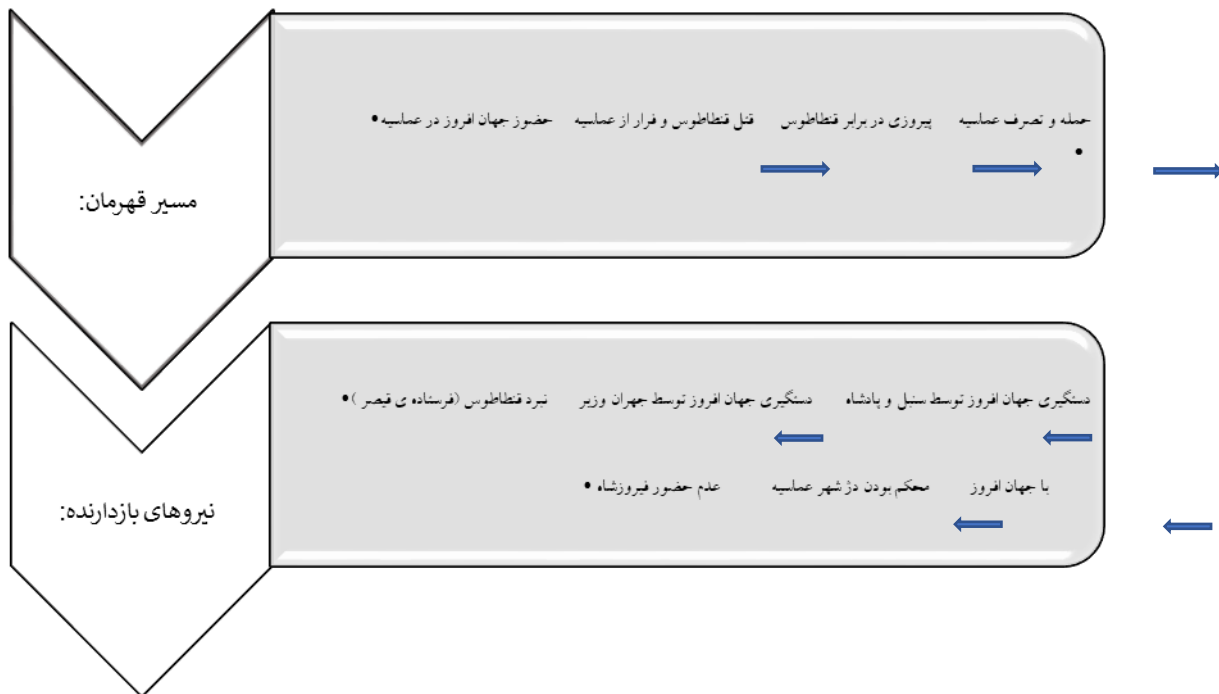 مسیر قهرمان:
حمله و تصرف عماسیه پیروزی در برابر قنطاطوس قتل قنطاطوس و فرار از عماسیه حضوز جهان افروز در عماسیه •
•
نیروهای بازدارنده:
دستگیری جهان افروز توسط سنبل و پادشاه دستگیری جهان افروز توسط جهران وزیر نبرد قنطاطوس (فرستاده ی قیصر )•
با جهان افروز محکم بودن دژ شهر عماسیه عدم حضور فیروزشاه •